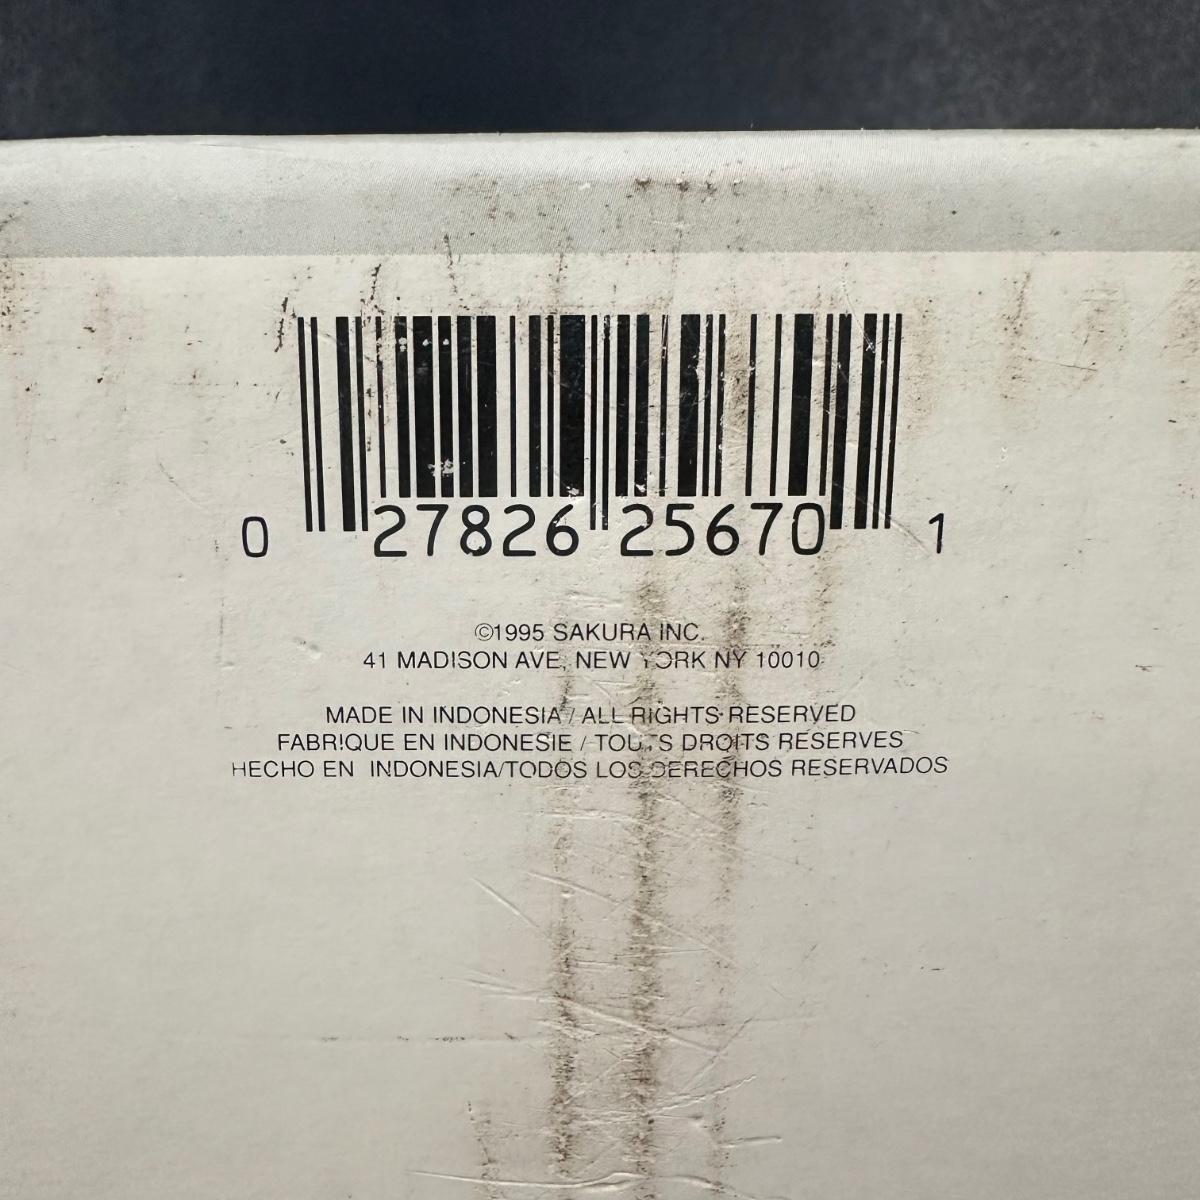 0 27826 25670 1
©1995 SAKURA INC.
41 MADISON AVE, NEW YORK NY 10010
MADE IN INDONESIA / ALL RIGHTS RESERVED
FABRIQUE EN INDONESIE / TOUTS DROITS RESERVES
HECHO EN INDONESIA/TODOS LOS DERECHOS RESERVADOS